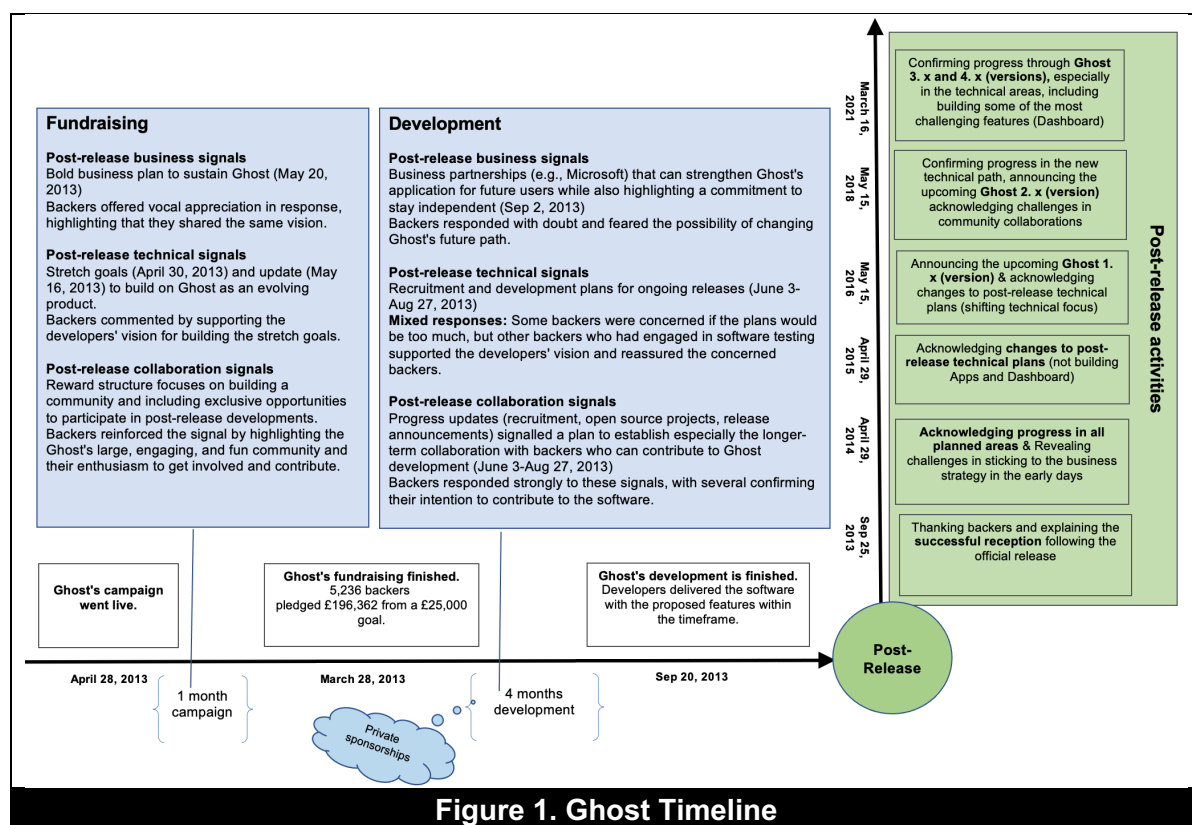 Fundraising
Post-release business signals
Bold business plan to sustain Ghost (May 20,
2013)
Backers offered vocal appreciation in response,
highlighting that they shared the same vision.
Post-release technical signals
Stretch goals (April 30, 2013) and update (May
16, 2013) to build on Ghost as an evolving
product.
Backers commented by supporting the
developers' vision for building the stretch goals.
Post-release collaboration signals
Reward structure focuses on building a
community and including exclusive opportunities
to participate in post-release developments.
Backers reinforced the signal by highlighting the
Ghost's large, engaging, and fun community and
their enthusiasm to get involved and contribute.
Development
Post-release business signals
Business partnerships (e.g., Microsoft) that can strengthen Ghost's
application for future users while also highlighting a commitment to
stay independent (Sep 2, 2013)
Backers responded with doubt and feared the possibility of changing
Ghost's future path.
Post-release technical signals
Recruitment and development plans for ongoing releases (June 3-
Aug 27, 2013)
Mixed responses: Some backers were concerned if the plans would
be too much, but other backers who had engaged in software testing
supported the developers' vision and reassured the concerned
backers.
Post-release collaboration signals
Progress updates (recruitment, open source projects, release
announcements) signalled a plan to establish especially the longer-
term collaboration with backers who can contribute to Ghost
development (June 3-Aug 27, 2013)
Backers responded strongly to these signals, with several confirming
their intention to contribute to the software.
March 16,
2021
Confirming progress through Ghost
3. x and 4. x (versions), especially
in the technical areas, including
building some of the most
challenging features (Dashboard)
May 15,
2018
Confirming progress in the new
technical path, announcing the
upcoming Ghost 2. x (version)
acknowledging challenges in
community collaborations
May 15,
2016
Announcing the upcoming Ghost 1.
x (version) & acknowledging
changes to post-release technical
plans (shifting technical focus)
April 29,
2015
Acknowledging changes to post-
release technical plans (not building
Apps and Dashboard)
April 29,
2014
Acknowledging progress in all
planned areas & Revealing
challenges in sticking to the business
strategy in the early days
Sep 25,
2013
Thanking backers and explaining the
successful reception following the
official release
Post-release activities
Ghost's campaign
went live.
Ghost's fundraising finished.
5,236 backers
pledged £196,362 from a £25,000
goal.
Ghost's development is finished.
Developers delivered the software
with the proposed features within
the timeframe.
Post-
Release
April 28, 2013
March 28, 2013
Sep 20, 2013
1 month
campaign
4 months
development
Private
sponsorships
Figure 1. Ghost Timeline